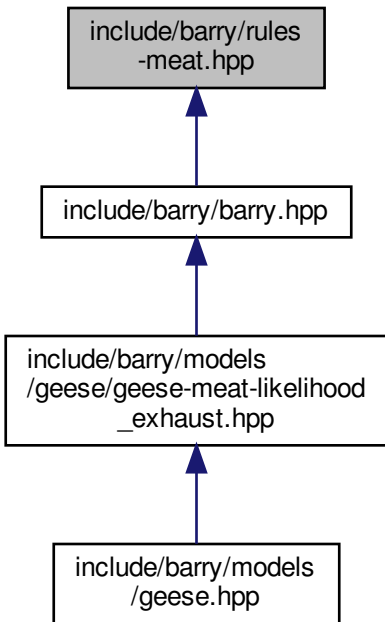 include/barry/rules
-meat.hpp
include/barry/barry.hpp
include/barry/models
/geese/geese-meat-likelihood
_exhaust.hpp
include/barry/models
/geese.hpp